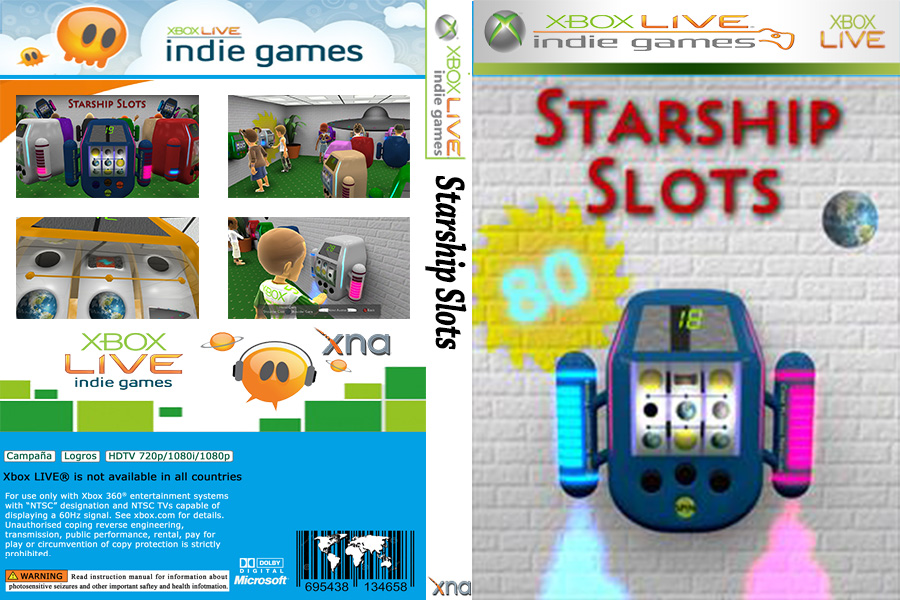 XBOX LIVE
indie games
STARSHIP SLOTS
19
XBOX
XBOX LIVE
indie games
xna
Campaña Logros HDTV 720p/1080i/1080p
Xbox LIVE® is not available in all countries
For use only with Xbox 360® entertainment systems
with “NTSC” designation and NTSC TVs capable of
displaying a 60Hz signal. See xbox.com for details.
Unauthorised coping reverse engineering,
transmission, public performance, rental, pay for
play or circumvention of copy protection is strictly
prohibited.
WARNING Read instruction manual for information about
photosensitive seizures and other important saftey and health infotmation.
DOLBY
DIGITAL
Microsoft
695438 134658
XBOX LIVE
indie games
Starship Slots
xna
XBOX LIVE
indie games
XBOX
LIVE
STARSHIP
SLOTS
80
18
SPIN